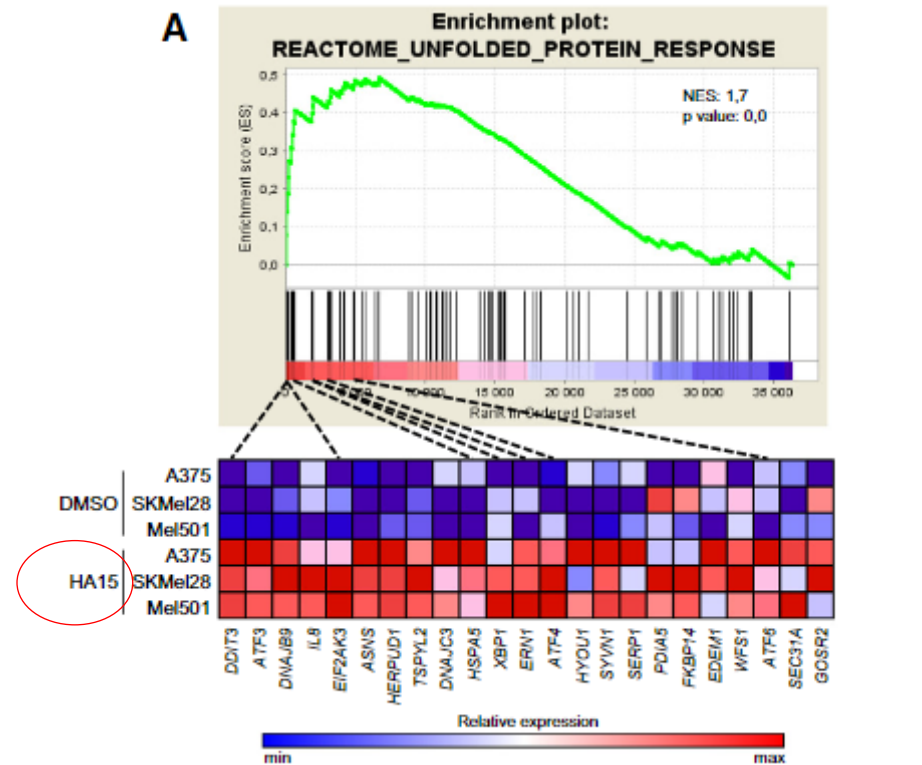 A
Enrichment plot:
REACTOME_UNFOLDED_PROTEIN_RESPONSE
Enrichment score (ES)
0,5
0,4
0,3
0,2
0,1
0,0
NES: 1,7
p value: 0,0
10 000 15 000 20 000 25 000 30 000 35 000
Rank in Ordered Dataset
DMSO
A375
SKMel28
Mel501
HA15
A375
SKMel28
Mel501
DDIT3 ATF3 DNAJB9 IL8 EIF2AK3 ASNS HERPUD1 TSPYL2 DNAJC3 HSPA5 XBP1 ERN1 ATF4 HYOU1 SYVN1 SERP1 PDIA5 FKBP14 EDEM1 WFS1 ATF6 SEC31A GOSR2
Relative expression
min max